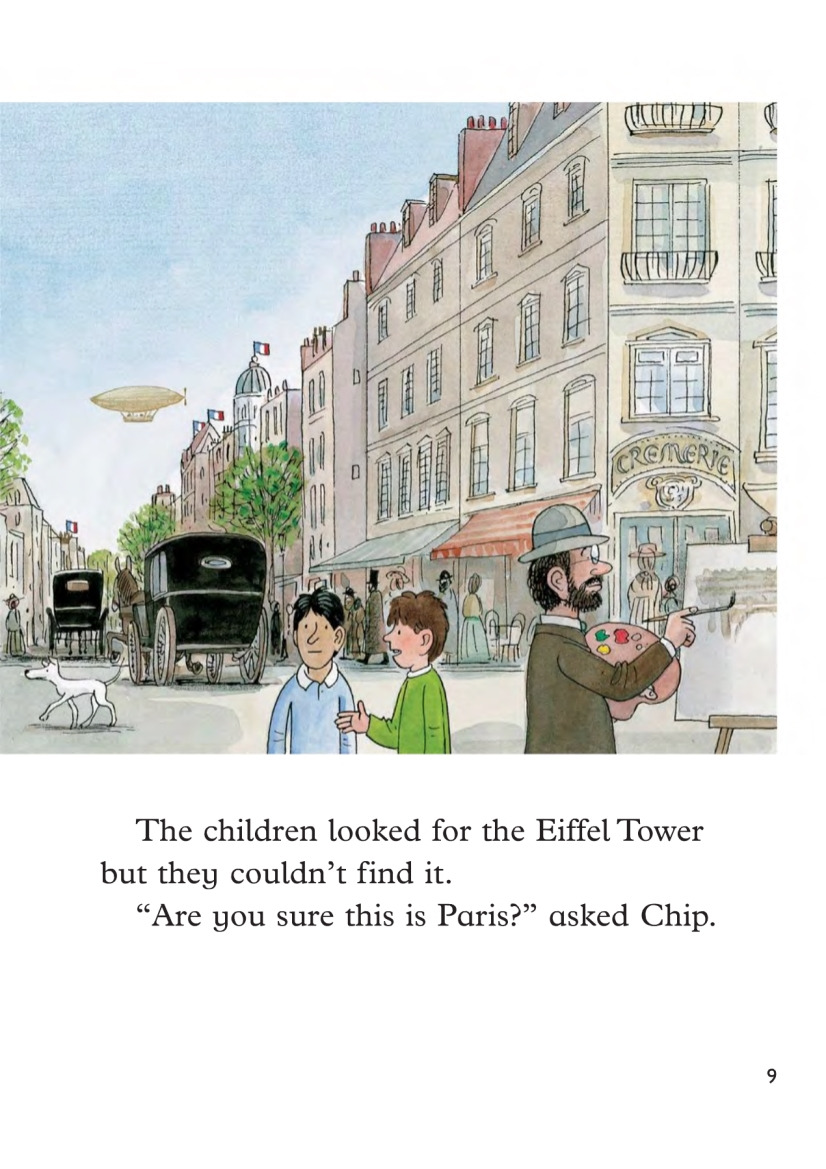 CREMERIE
The children looked for the Eiffel Tower
but they couldn’t find it.
“Are you sure this is Paris?” asked Chip.
9